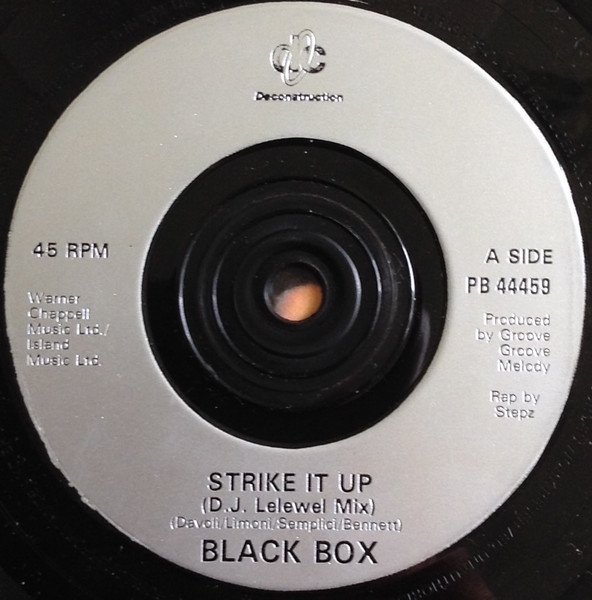 Deconstruction
45 RPM
A SIDE
PB 44459
Warner
Chappell
Music Ltd./
Island
Music Ltd.
Produced
by Groove
Groove
Melody
Rap by
Stepz
STRIKE IT UP
(D.J. Lelewel Mix)
(Davoli/Limoni/Semplici/Bennett)
BLACK BOX